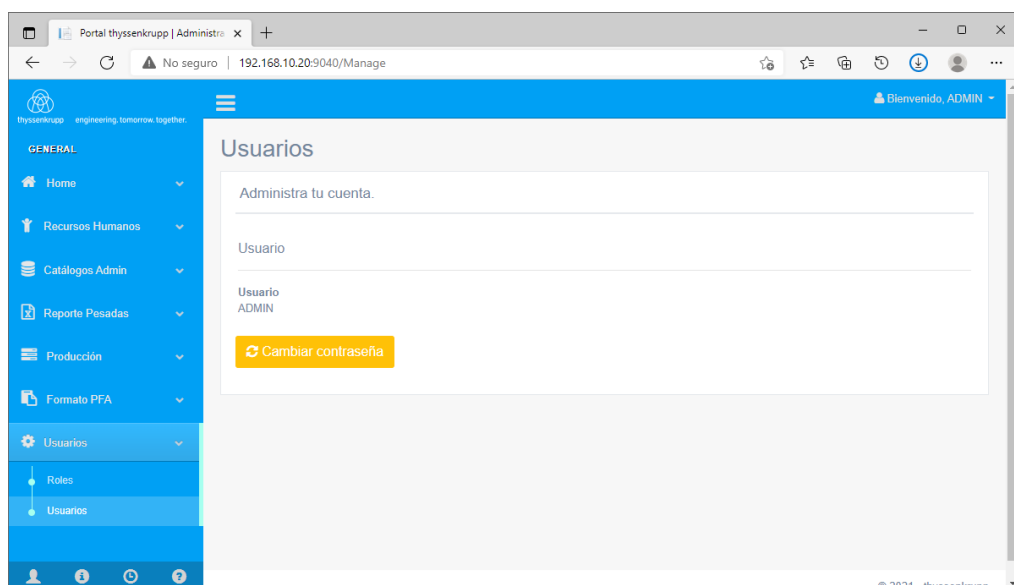 Portal thyssenkrupp | Administra
No seguro | 192.168.10.20:9040/Manage
thyssenkrupp engineering.tomorrow.together.
Bienvenido, ADMIN
GENERAL
Home
Recursos Humanos
Catálogos Admin
Reporte Pesadas
Producción
Formato PFA
Usuarios
Roles
Usuarios
Usuarios
Administra tu cuenta.
Usuario
Usuario
ADMIN
Cambiar contraseña
© 2021 - thyssenkrupp